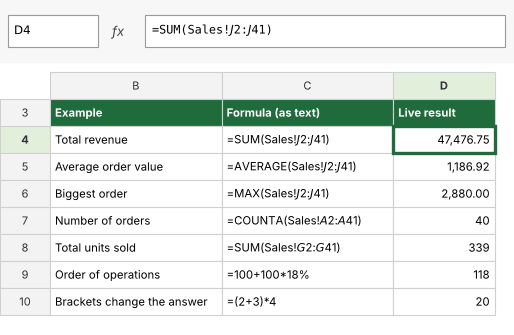 D4 fx =SUM(Sales!J2:J41)
B C D
3 Example Formula (as text) Live result
4 Total revenue =SUM(Sales!J2:J41) 47,476.75
5 Average order value =AVERAGE(Sales!J2:J41) 1,186.92
6 Biggest order =MAX(Sales!J2:J41) 2,880.00
7 Number of orders =COUNTA(Sales!A2:A41) 40
8 Total units sold =SUM(Sales!G2:G41) 339
9 Order of operations =100+100*18% 118
10 Brackets change the answer =(2+3)*4 20